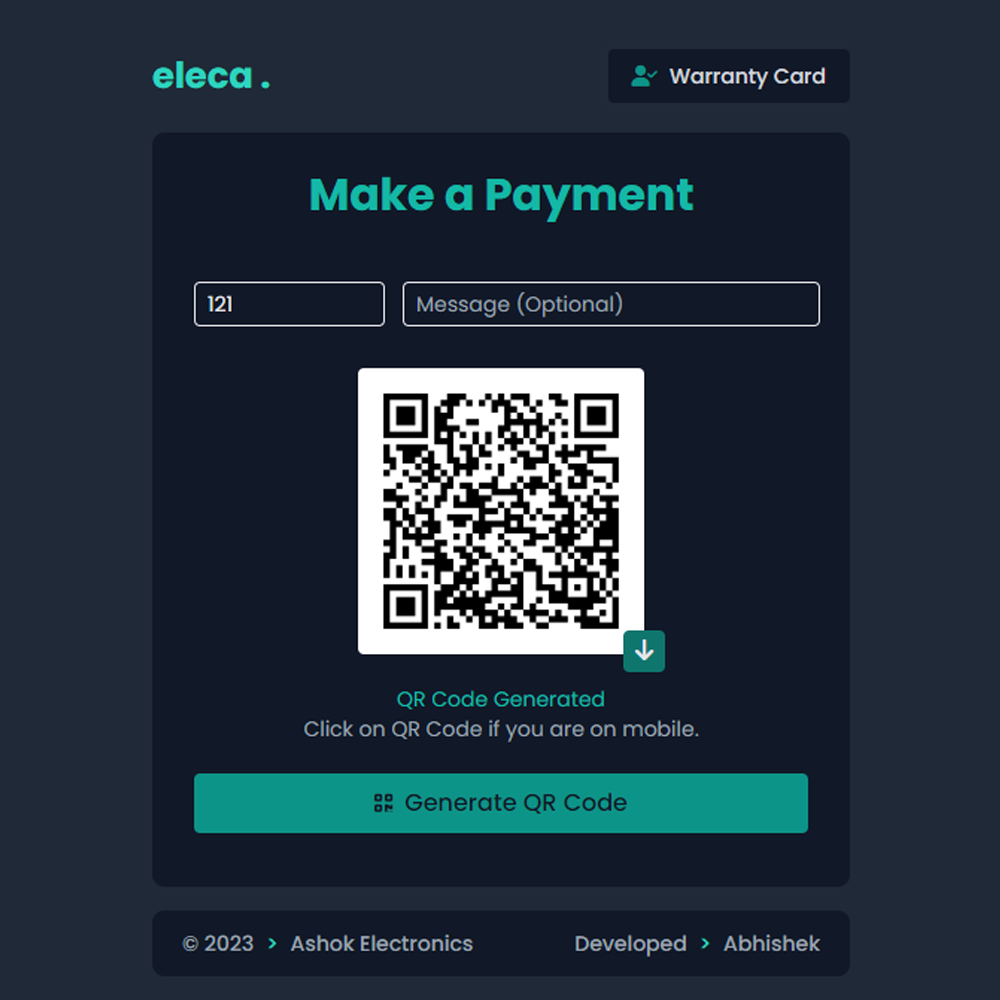 eleca .
Warranty Card
Make a Payment
121
Message (Optional)
QR Code Generated
Click on QR Code if you are on mobile.
Generate QR Code
© 2023 > Ashok Electronics
Developed > Abhishek